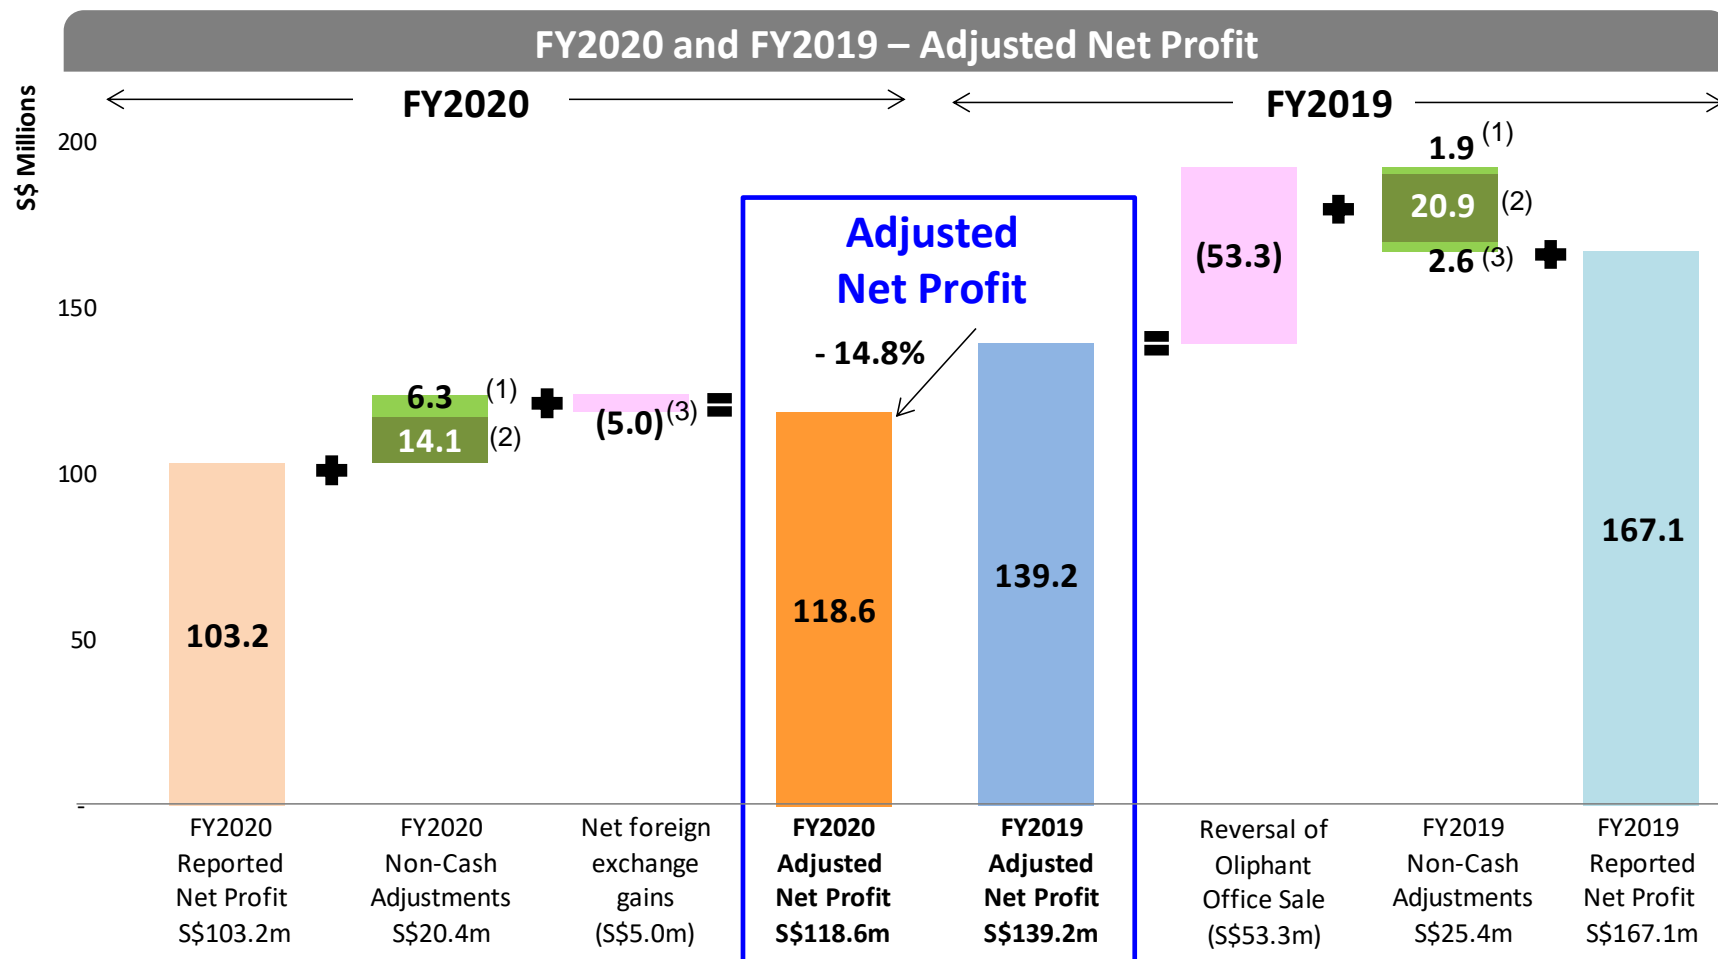 FY2020 and FY2019 – Adjusted Net Profit
S$ Millions
FY2020
FY2019
200
150
100
50
-
103.2
6.3 (1)
14.1 (2)
(5.0) (3)
Adjusted
Net Profit
- 14.8%
118.6
139.2
(53.3)
1.9 (1)
20.9 (2)
2.6 (3)
167.1
FY2020
Reported
Net Profit
S$103.2m
FY2020
Non-Cash
Adjustments
S$20.4m
Net foreign
exchange
gains
(S$5.0m)
FY2020
Adjusted
Net Profit
S$118.6m
FY2019
Adjusted
Net Profit
S$139.2m
Reversal of
Oliphant
Office Sale
(S$53.3m)
FY2019
Non-Cash
Adjustments
S$25.4m
FY2019
Reported
Net Profit
S$167.1m